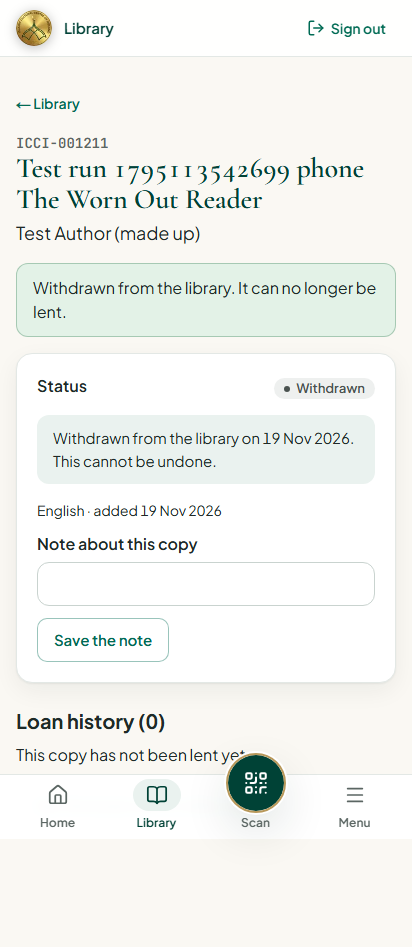 Library
Sign out
← Library
ICCI-001211
Test run 1795113542699 phone
The Worn Out Reader
Test Author (made up)
Withdrawn from the library. It can no longer be
lent.
Status
Withdrawn
Withdrawn from the library on 19 Nov 2026.
This cannot be undone.
English · added 19 Nov 2026
Note about this copy
Save the note
Loan history (0)
This copy has not been lent yet.
Home
Library
Scan
Menu